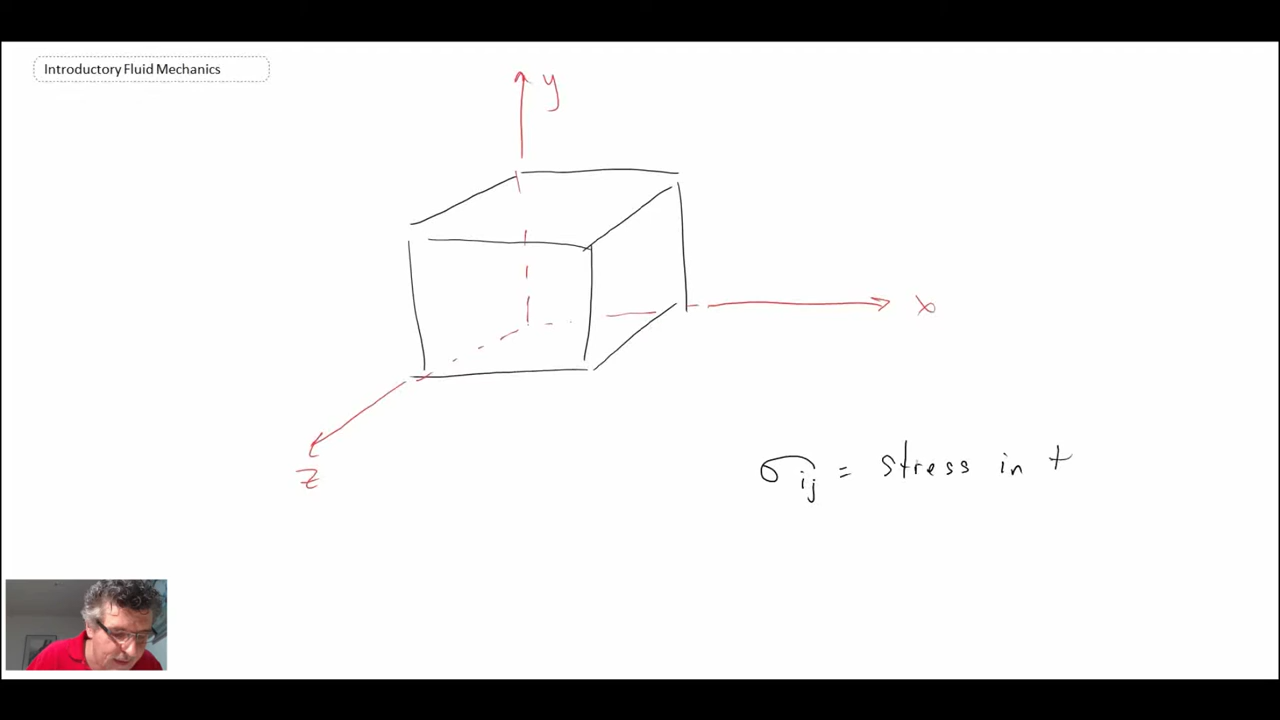 Introductory Fluid Mechanics
y
x
z
σij = stress in t